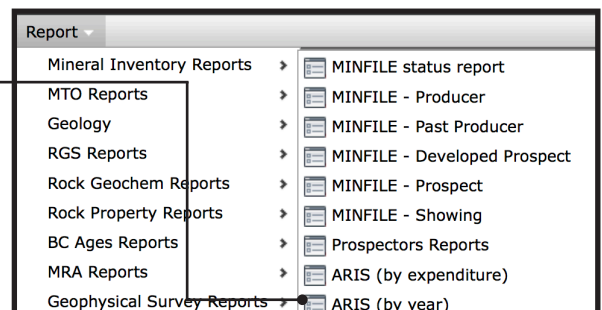 Report
Mineral Inventory Reports
MTO Reports
Geology
RGS Reports
Rock Geochem Reports
Rock Property Reports
BC Ages Reports
MRA Reports
Geophysical Survey Reports
MINFILE status report
MINFILE - Producer
MINFILE - Past Producer
MINFILE - Developed Prospect
MINFILE - Prospect
MINFILE - Showing
Prospectors Reports
ARIS (by expenditure)
ARIS (by year)